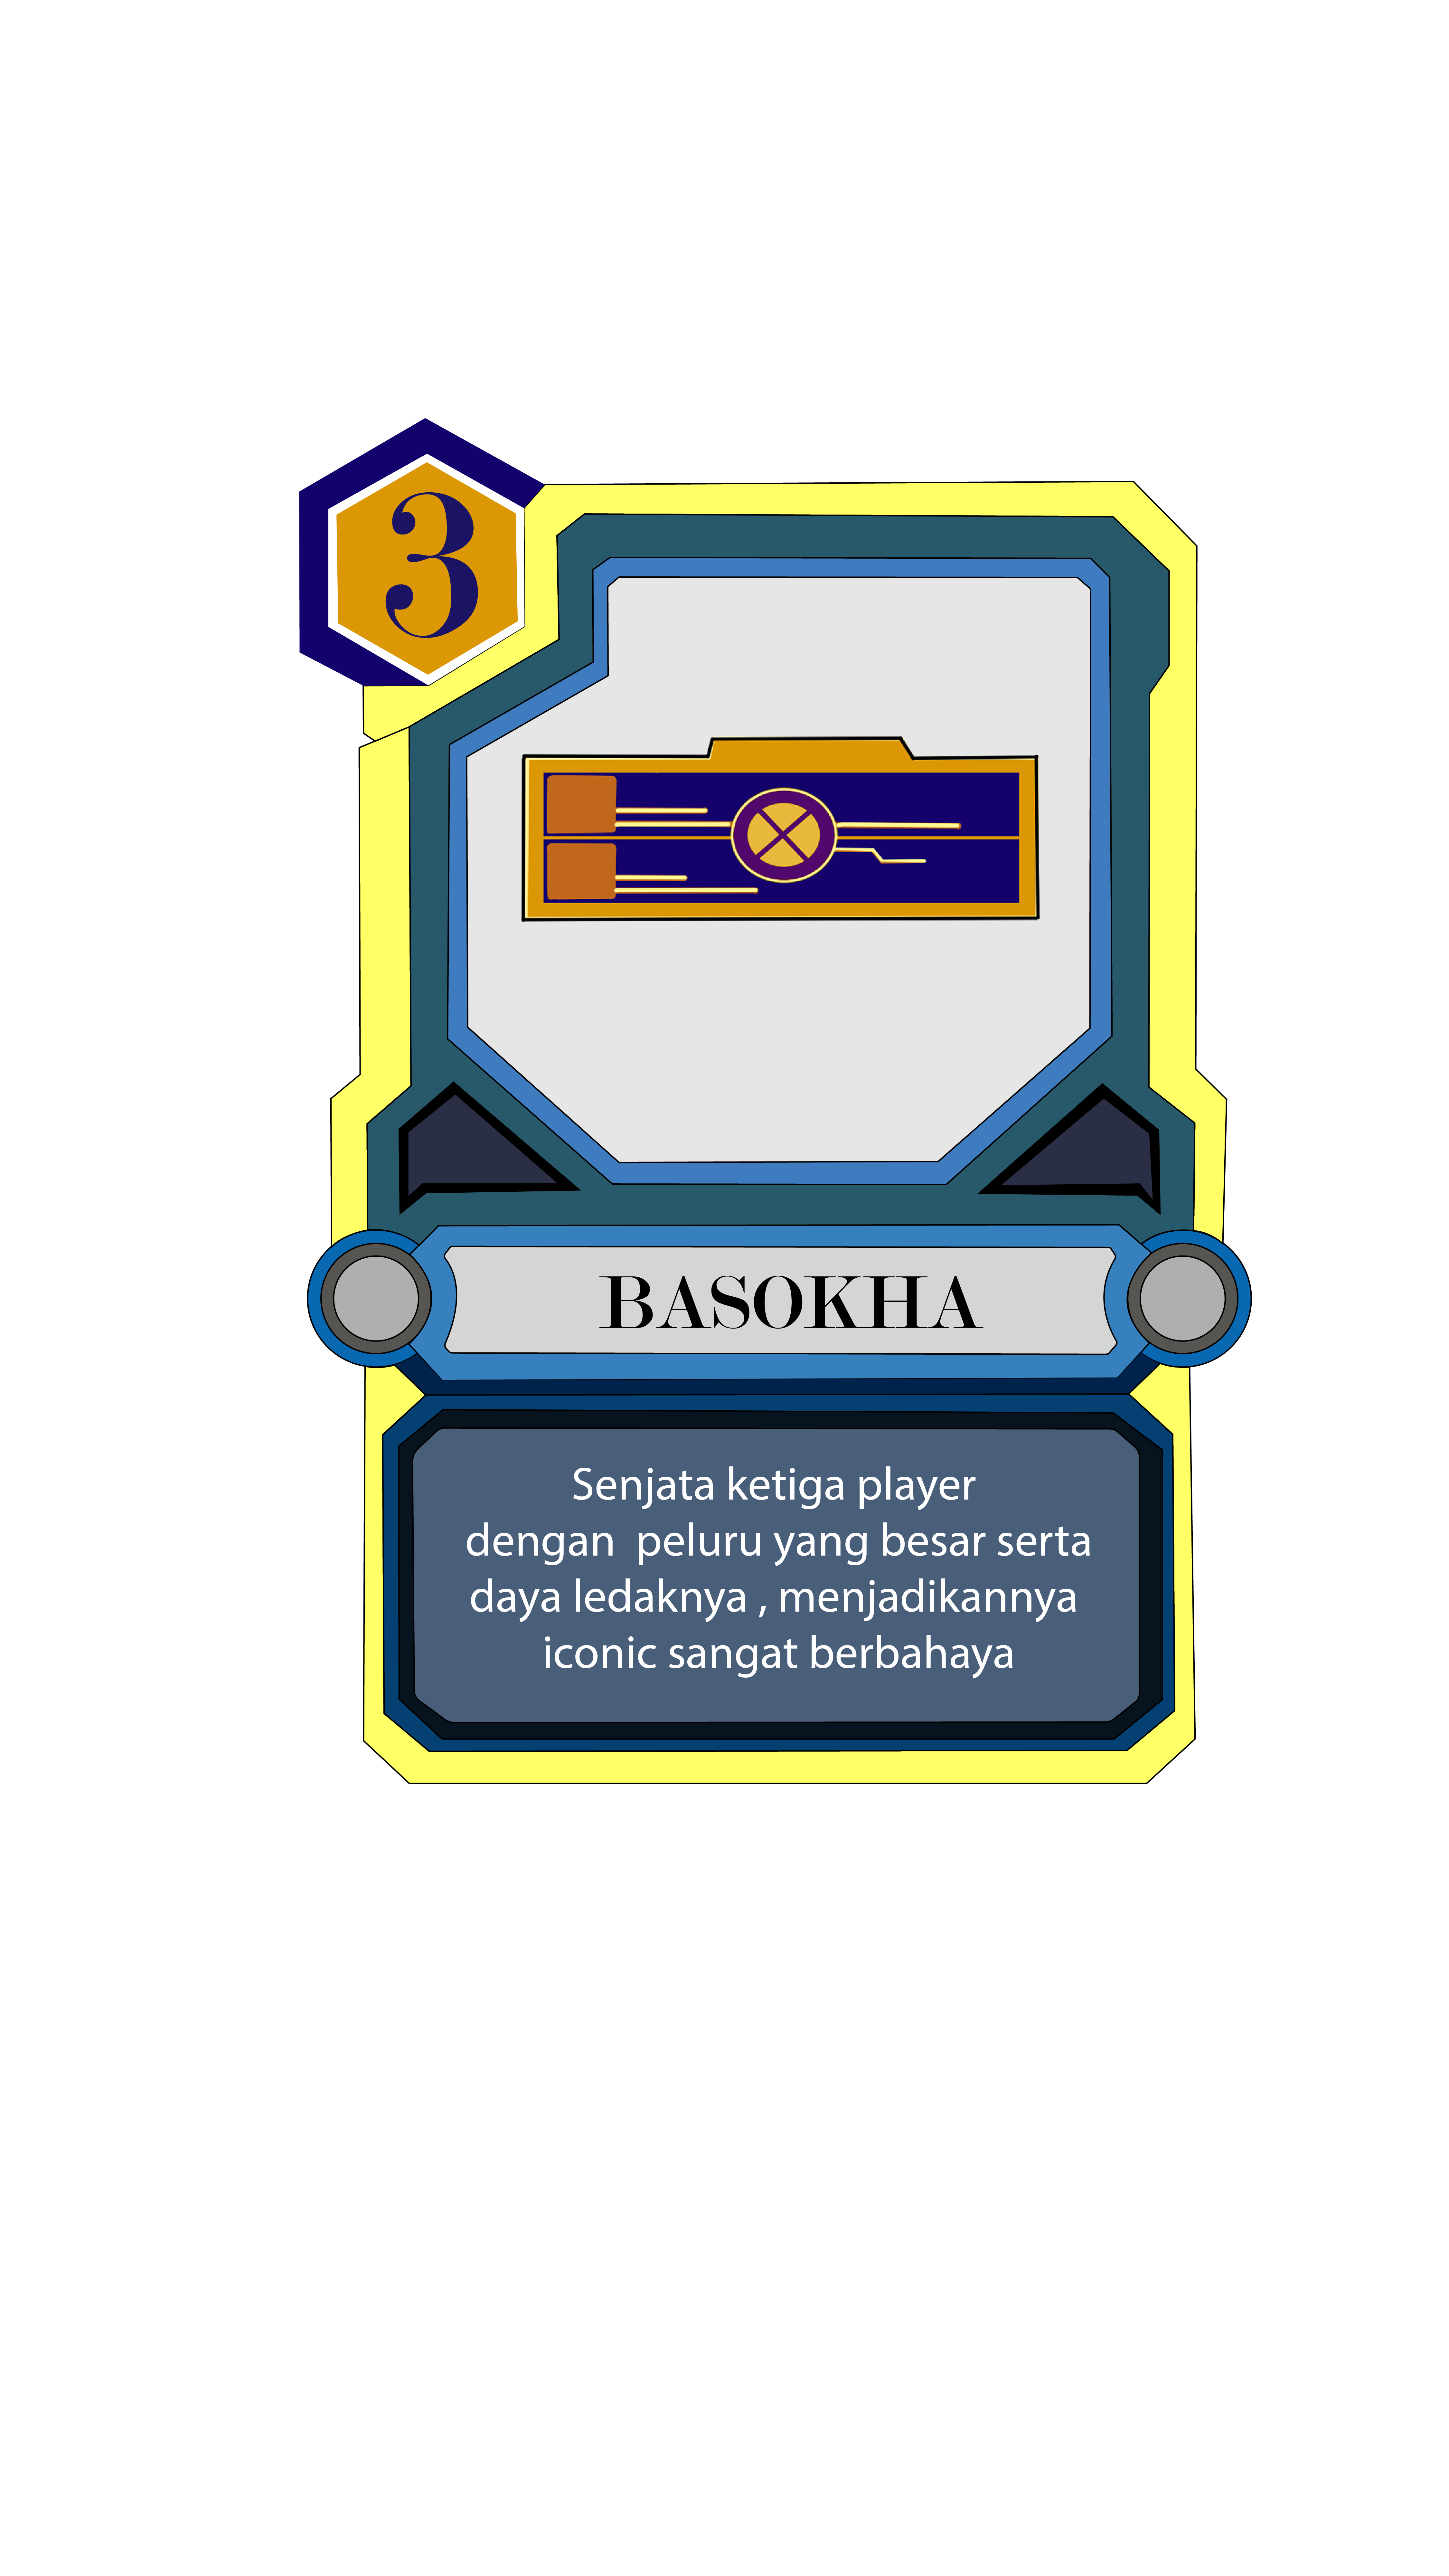 3
BASOKHA
Senjata ketiga player
dengan  peluru yang besar serta
daya ledaknya , menjadikannya
iconic sangat berbahaya